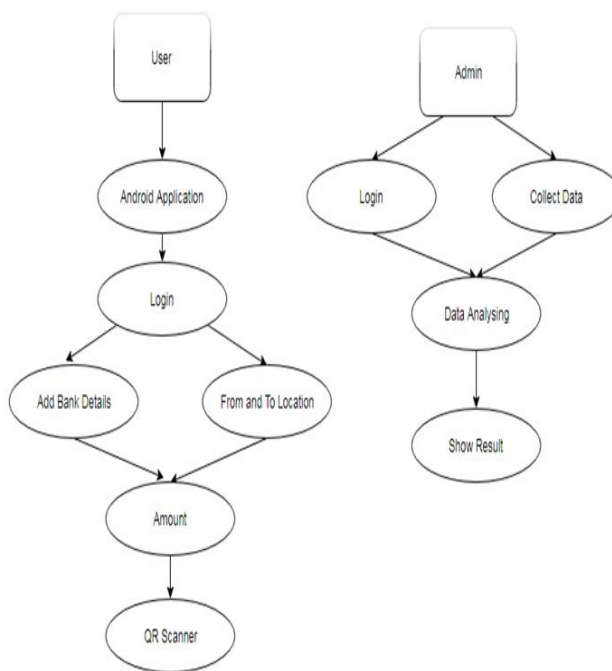 User
Admin
Android Application
Login
Collect Data
Login
Data Analysing
Add Bank Details
From and To Location
Show Result
Amount
QR Scanner